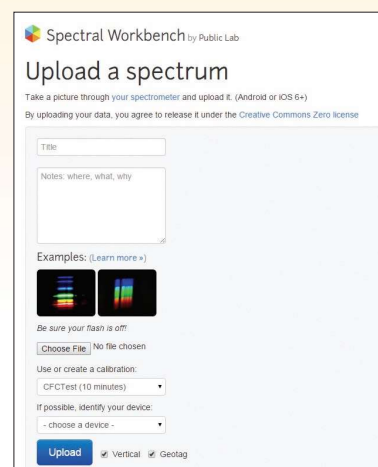 Spectral Workbench by Public Lab
Upload a spectrum
Take a picture through your spectrometer and upload it. (Android or iOS 6+)
By uploading your data, you agree to release it under the Creative Commons Zero license
Title
Notes: where, what, why
Examples: (Learn more »)
Be sure your flash is off!
Choose File No file chosen
Use or create a calibration:
CFCTest (10 minutes)
If possible, identify your device:
- choose a device -
Upload Vertical Geotag